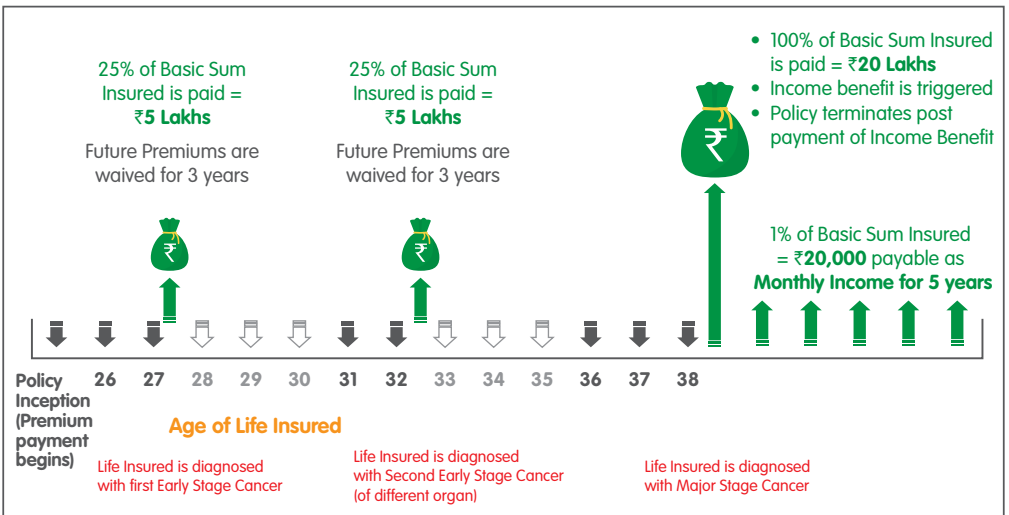 25% of Basic Sum
Insured is paid =
₹5 Lakhs
Future Premiums are
waived for 3 years
25% of Basic Sum
Insured is paid =
₹5 Lakhs
Future Premiums are
waived for 3 years
• 100% of Basic Sum Insured
is paid = ₹20 Lakhs
• Income benefit is triggered
• Policy terminates post
payment of Income Benefit
₹
₹
₹
1% of Basic Sum Insured
= ₹20,000 payable as
Monthly Income for 5 years
Policy
Inception
(Premium
payment
begins)
26 27 28 29 30 31 32 33 34 35 36 37 38
Age of Life Insured
Life Insured is diagnosed
with first Early Stage Cancer
Life Insured is diagnosed
with Second Early Stage Cancer
(of different organ)
Life Insured is diagnosed
with Major Stage Cancer